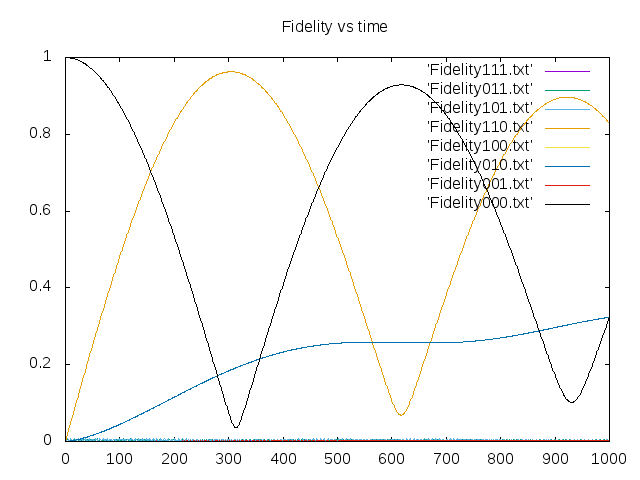 Fidelity vs time
1
0.8
0.6
0.4
0.2
0
0 100 200 300 400 500 600 700 800 900 1000
'Fidelity111.txt'
'Fidelity011.txt'
'Fidelity101.txt'
'Fidelity110.txt'
'Fidelity100.txt'
'Fidelity010.txt'
'Fidelity001.txt'
'Fidelity000.txt'